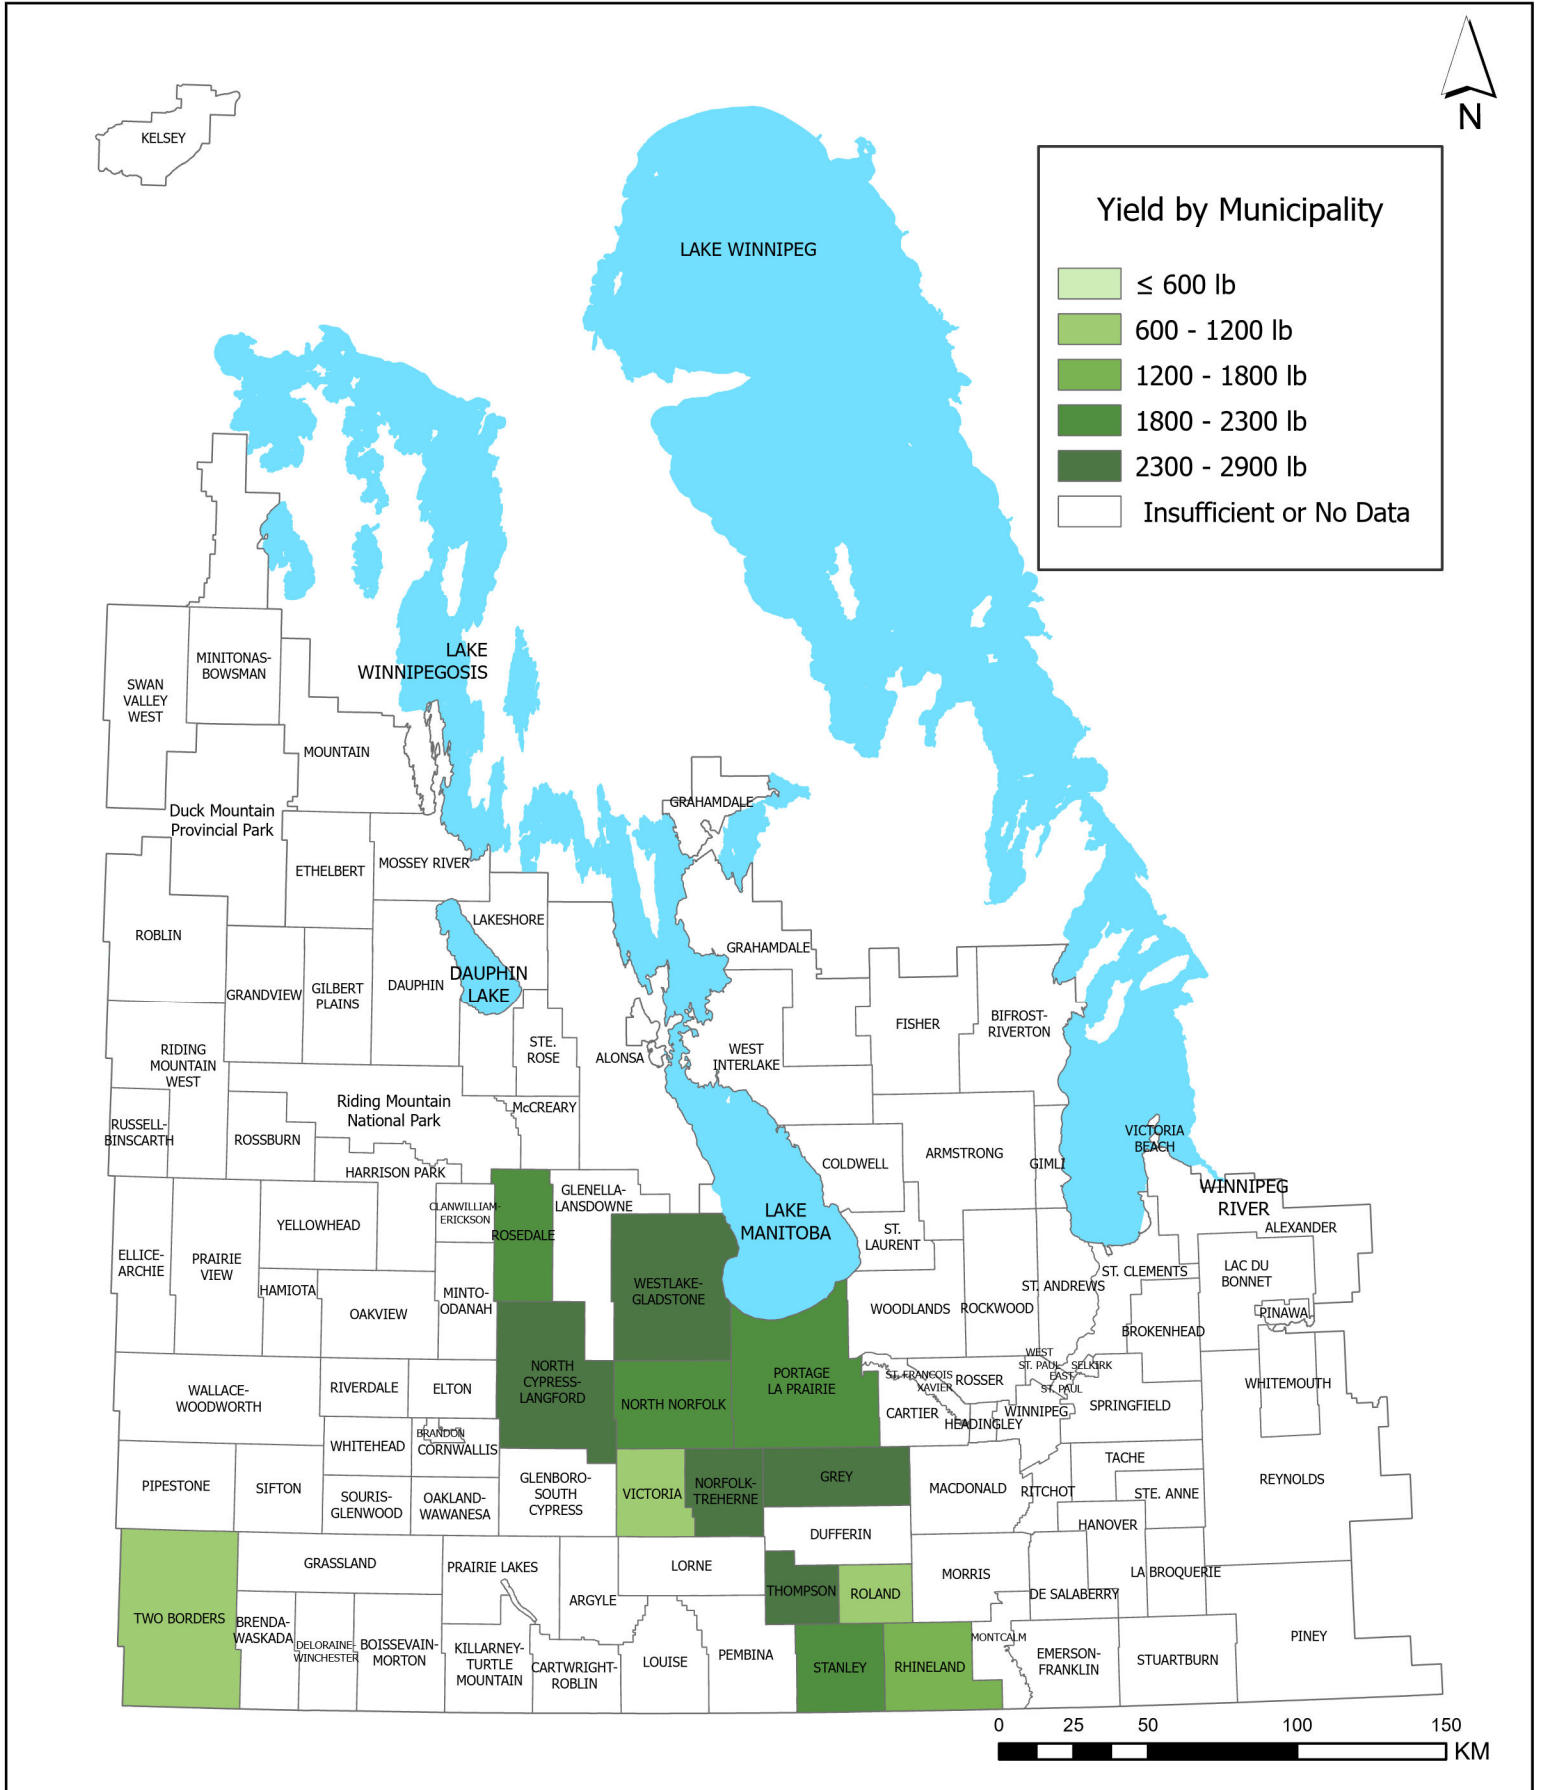 N
KELSEY
Yield by Municipality
≤ 600 lb
600 - 1200 lb
1200 - 1800 lb
1800 - 2300 lb
2300 - 2900 lb
Insufficient or No Data
LAKE WINNIPEG
LAKE
WINNIPEGOSIS
MINITONAS-
BOWSMAN
SWAN
VALLEY
WEST
MOUNTAIN
Duck Mountain
Provincial Park
GRAHAMDALE
ETHELBERT
MOSSEY RIVER
LAKESHORE
ROBLIN
GRAHAMDALE
DAUPHIN
LAKE
DAUPHIN
GRANDVIEW
GILBERT
PLAINS
FISHER
BIFROST-
RIVERTON
STE.
ROSE
ALONSA
WEST
INTERLAKE
RIDING
MOUNTAIN
WEST
Riding Mountain
National Park
McCREARY
RUSSELL-
BINSCARTH
ROSSBURN
VICTORIA
BEACH
ARMSTRONG
COLDWELL
GIMLI
HARRISON PARK
WINNIPEG
RIVER
GLENELLA-
LANSDOWNE
CLANWILLIAM-
ERICKSON
YELLOWHEAD
LAKE
MANITOBA
ALEXANDER
ROSEDALE
ST.
LAURENT
ELLICE-
ARCHIE
PRAIRIE
VIEW
LAC DU
BONNET
ST. CLEMENTS
HAMIOTA
WESTLAKE-
GLADSTONE
ST. ANDREWS
MINTO-
ODANAH
OAKVIEW
WOODLANDS
ROCKWOOD
PINAWA
BROKENHEAD
WEST
ST. PAUL
SELKIRK
EAST
ST. PAUL
NORTH
CYPRESS-
LANGFORD
PORTAGE
LA PRAIRIE
ST. FRANCOIS
XAVIER
ROSSER
WHITEMOUTH
WALLACE-
WOODWORTH
RIVERDALE
ELTON
NORTH NORFOLK
CARTIER
HEADINGLEY
WINNIPEG
SPRINGFIELD
BRANDON
CORNWALLIS
WHITEHEAD
TACHE
PIPESTONE
SIFTON
GLENBORO-
SOUTH
CYPRESS
VICTORIA
NORFOLK-
TREHERNE
GREY
MACDONALD
RITCHOT
STE. ANNE
REYNOLDS
SOURIS-
GLENWOOD
OAKLAND-
WAWANESA
HANOVER
DUFFERIN
GRASSLAND
PRAIRIE LAKES
LORNE
MORRIS
LA BROQUERIE
ARGYLE
THOMPSON
ROLAND
DE SALABERRY
TWO BORDERS
BRENDA-
WASKADA
DELORAINE-
WINCHESTER
BOISSEVAIN-
MORTON
KILLARNEY-
TURTLE
MOUNTAIN
CARTWRIGHT-
ROBLIN
LOUISE
PEMBINA
STANLEY
RHINELAND
MONTCALM
EMERSON-
FRANKLIN
STUARTBURN
PINEY
0 25 50 100 150
KM